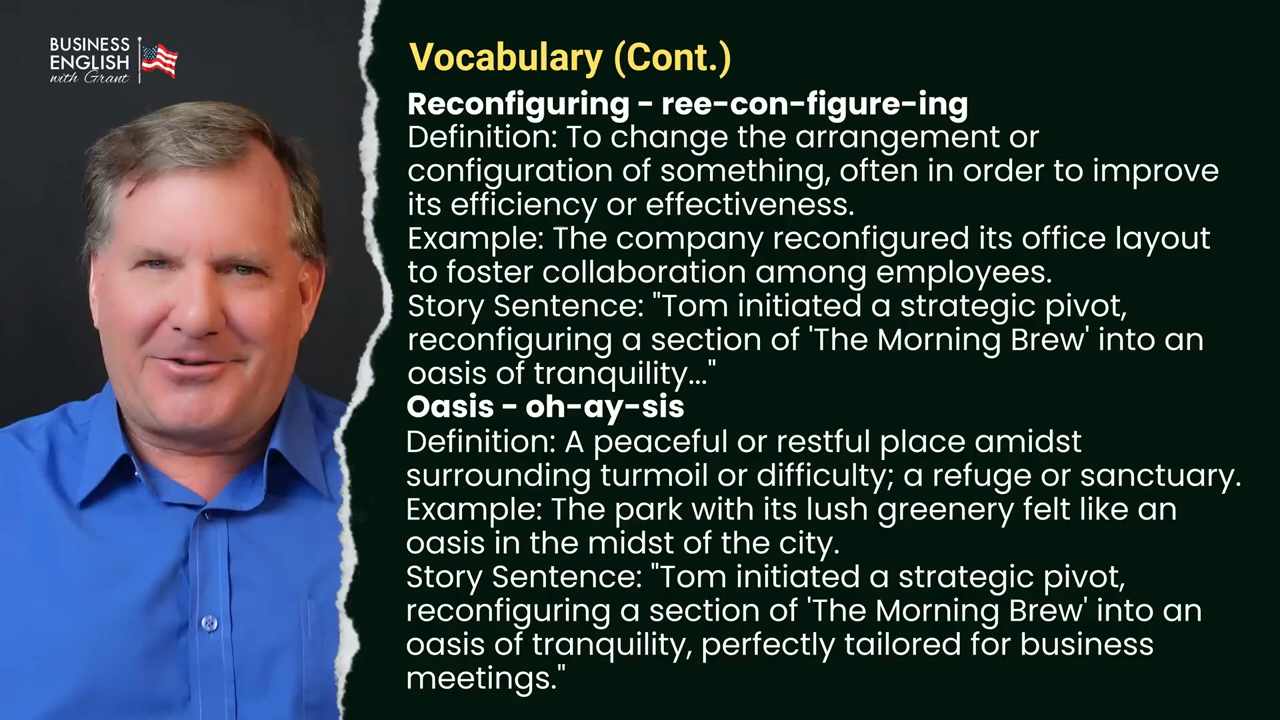 BUSINESS
ENGLISH
with Grant
Vocabulary (Cont.)
Reconfiguring - ree-con-figure-ing
Definition: To change the arrangement or
configuration of something, often in order to improve
its efficiency or effectiveness.
Example: The company reconfigured its office layout
to foster collaboration among employees.
Story Sentence: "Tom initiated a strategic pivot,
reconfiguring a section of 'The Morning Brew' into an
oasis of tranquility..."
Oasis - oh-ay-sis
Definition: A peaceful or restful place amidst
surrounding turmoil or difficulty; a refuge or sanctuary.
Example: The park with its lush greenery felt like an
oasis in the midst of the city.
Story Sentence: "Tom initiated a strategic pivot,
reconfiguring a section of 'The Morning Brew' into an
oasis of tranquility, perfectly tailored for business
meetings."